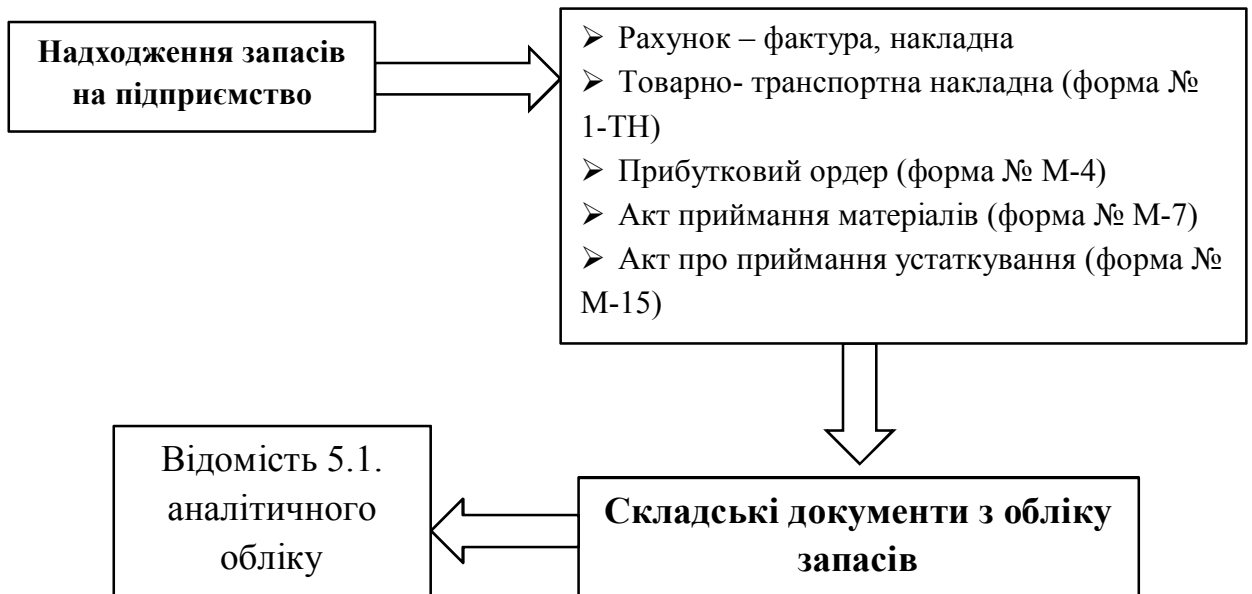 Надходження запасів
на підприємство
➢ Рахунок – фактура, накладна
➢ Товарно- транспортна накладна (форма №
1-ТН)
➢ Прибутковий ордер (форма № М-4)
➢ Акт приймання матеріалів (форма № М-7)
➢ Акт про приймання устаткування (форма №
М-15)
Складські документи з обліку
запасів
Відомість 5.1.
аналітичного
обліку